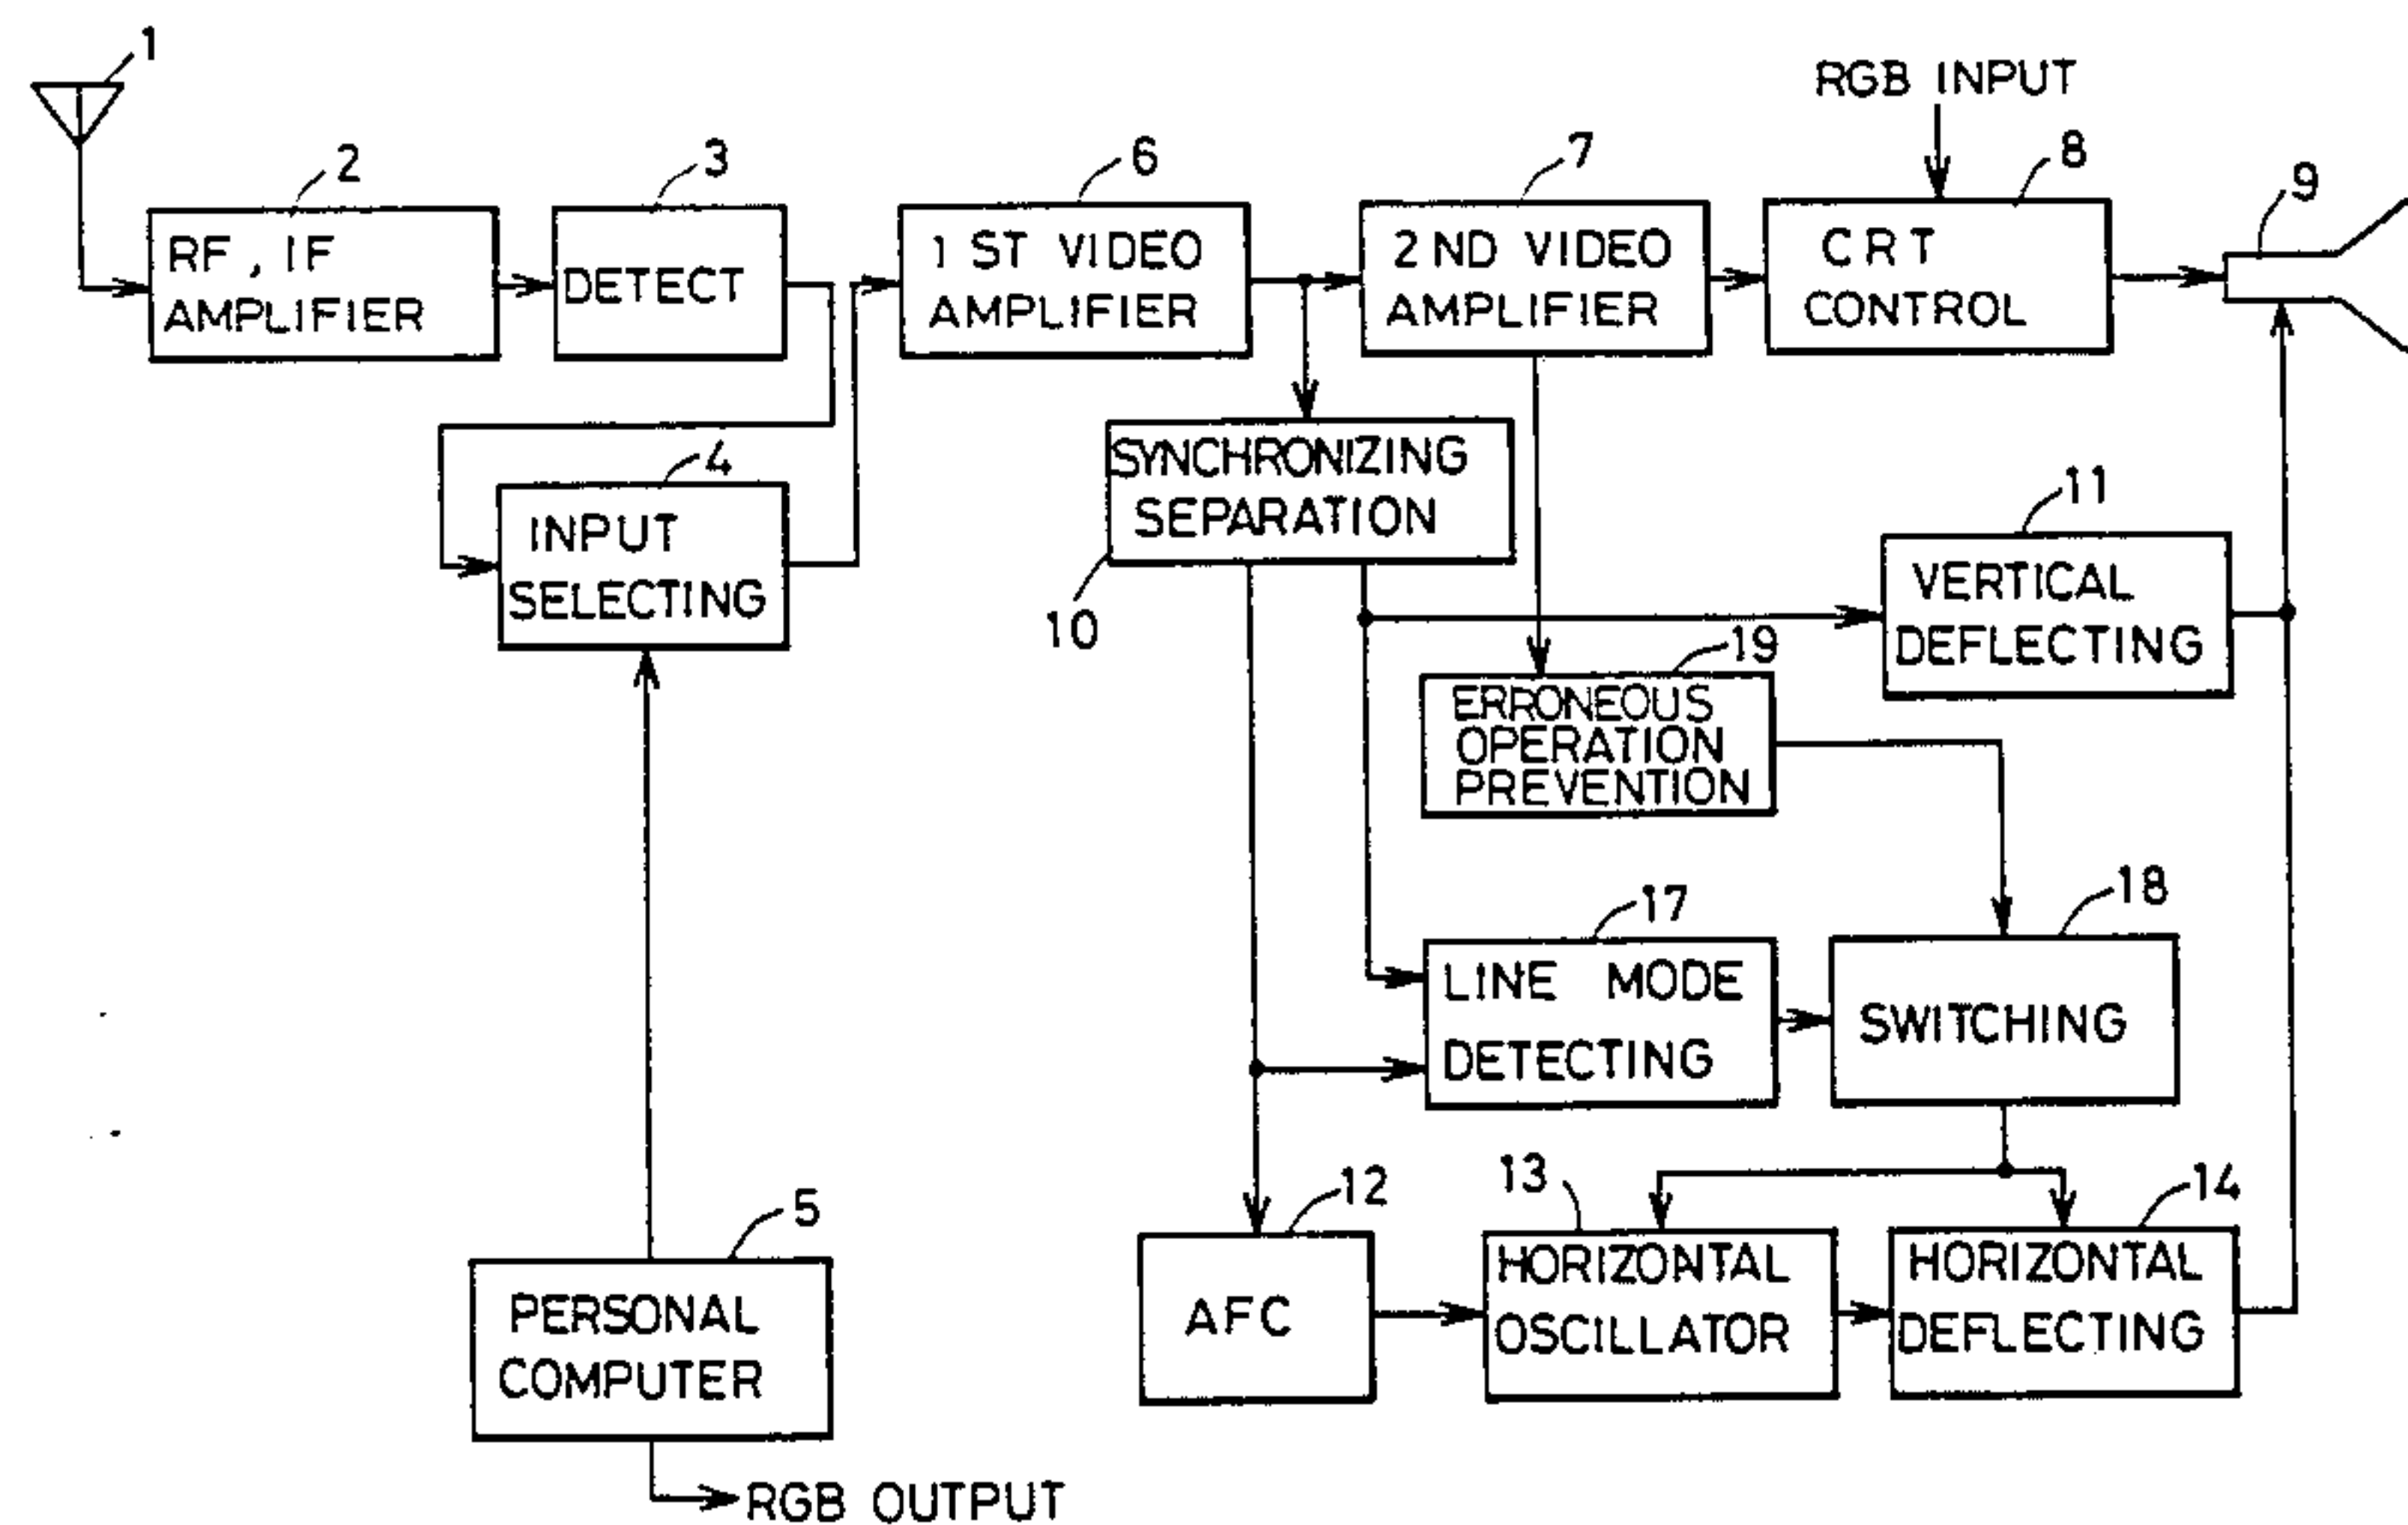 1
RGB INPUT
2
3
6
7
8
9
RF, IF
AMPLIFIER
DETECT
1 ST VIDEO
AMPLIFIER
2 ND VIDEO
AMPLIFIER
CRT
CONTROL
4
INPUT
SELECTING
SYNCHRONIZING
SEPARATION
10
11
VERTICAL
DEFLECTING
19
ERRONEOUS
OPERATION
PREVENTION
17
LINE MODE
DETECTING
18
SWITCHING
5
PERSONAL
COMPUTER
12
AFC
13
HORIZONTAL
OSCILLATOR
14
HORIZONTAL
DEFLECTING
RGB OUTPUT